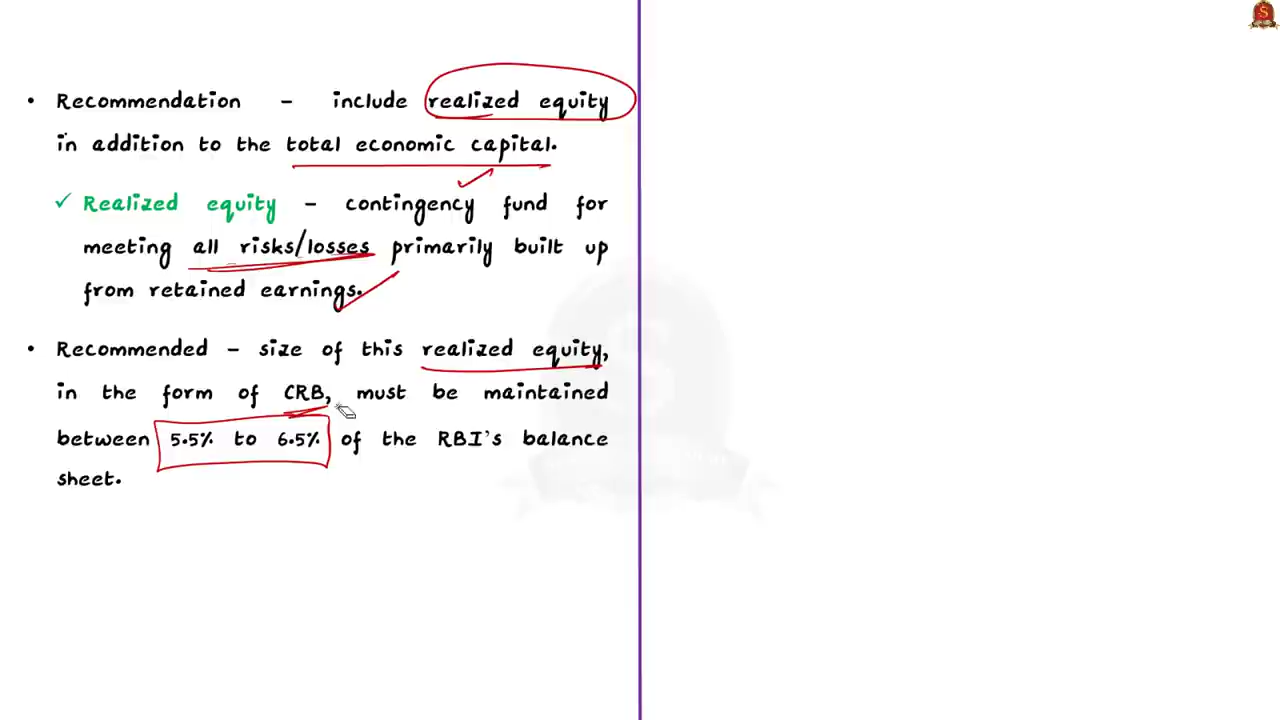 • Recommendation – include realized equity
in addition to the total economic capital.
✓ Realized equity – contingency fund for
meeting all risks/losses primarily built up
from retained earnings.
• Recommended – size of this realized equity,
in the form of CRB, must be maintained
between 5.5% to 6.5% of the RBI's balance
sheet.